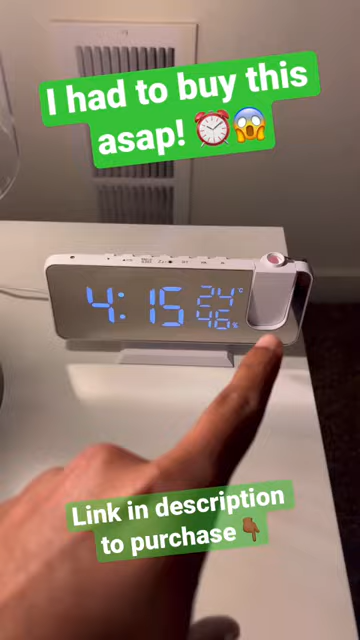 I had to buy this
asap! ⏰😱
4:15
24°C
46%
Link in description
to purchase 👇🏾